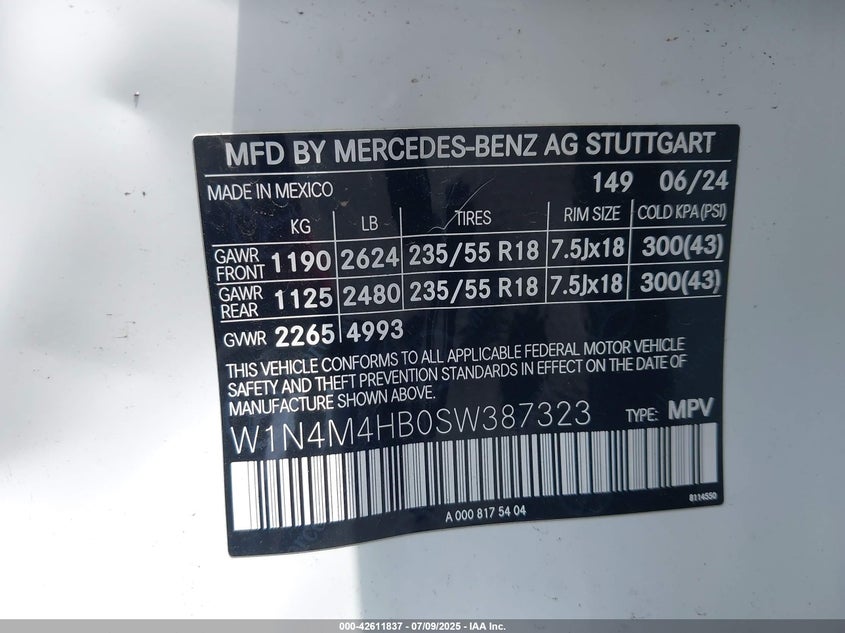 MFD BY MERCEDES-BENZ AG STUTTGART
MADE IN MEXICO 149 06/24
KG LB TIRES RIM SIZE COLD KPA (PSI)
GAWR FRONT 1190 2624 235/55 R18 7.5Jx18 300(43)
GAWR REAR 1125 2480 235/55 R18 7.5Jx18 300(43)
GVWR 2265 4993
THIS VEHICLE CONFORMS TO ALL APPLICABLE FEDERAL MOTOR VEHICLE
SAFETY AND THEFT PREVENTION STANDARDS IN EFFECT ON THE DATE OF
MANUFACTURE SHOWN ABOVE.
W1N4M4HB0SW387323 TYPE: MPV
8114550
A 000 817 54 04
000-42611837 - 07/09/2025 - IAA Inc.